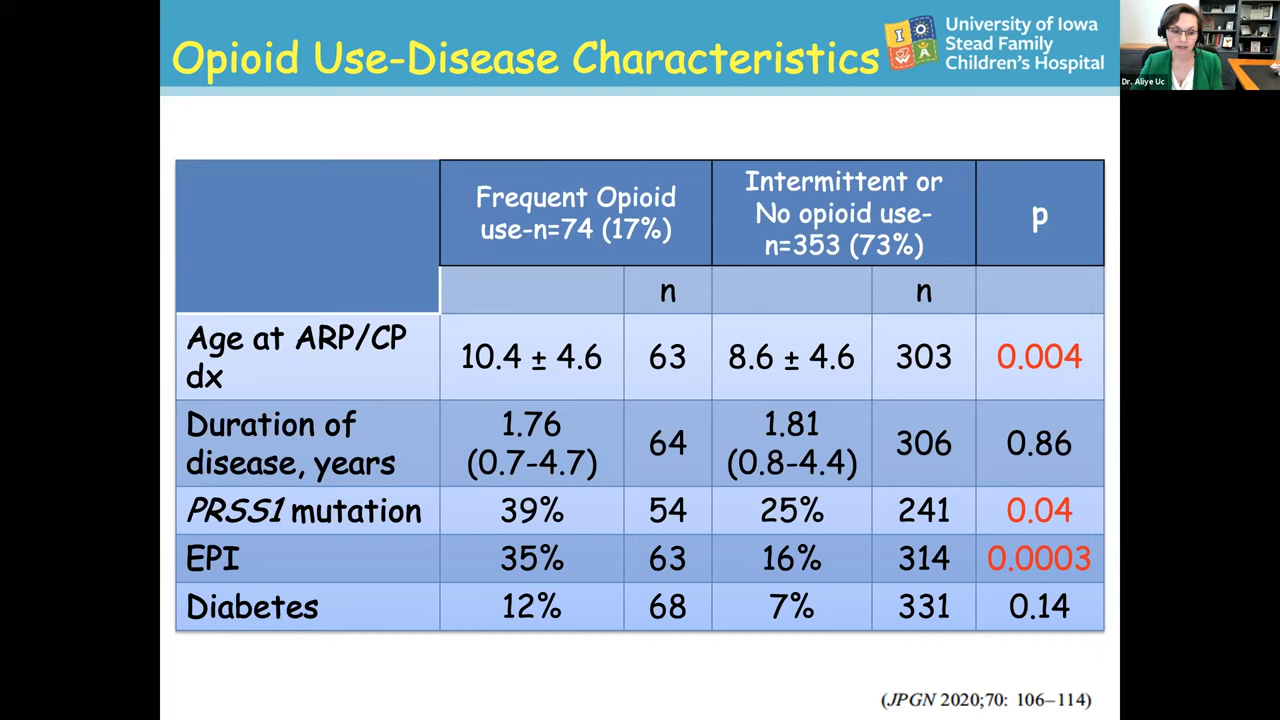 Opioid Use-Disease Characteristics
University of Iowa
Stead Family
Children's Hospital
I
W
A
Dr. Aliye Uc
Frequent Opioid
use-n=74 (17%)
Intermittent or
No opioid use-
n=353 (73%)
p
n
n
Age at ARP/CP
dx
10.4 ± 4.6
63
8.6 ± 4.6
303
0.004
Duration of
disease, years
1.76
(0.7-4.7)
64
1.81
(0.8-4.4)
306
0.86
PRSS1 mutation
39%
54
25%
241
0.04
EPI
35%
63
16%
314
0.0003
Diabetes
12%
68
7%
331
0.14
(JPGN 2020;70: 106–114)